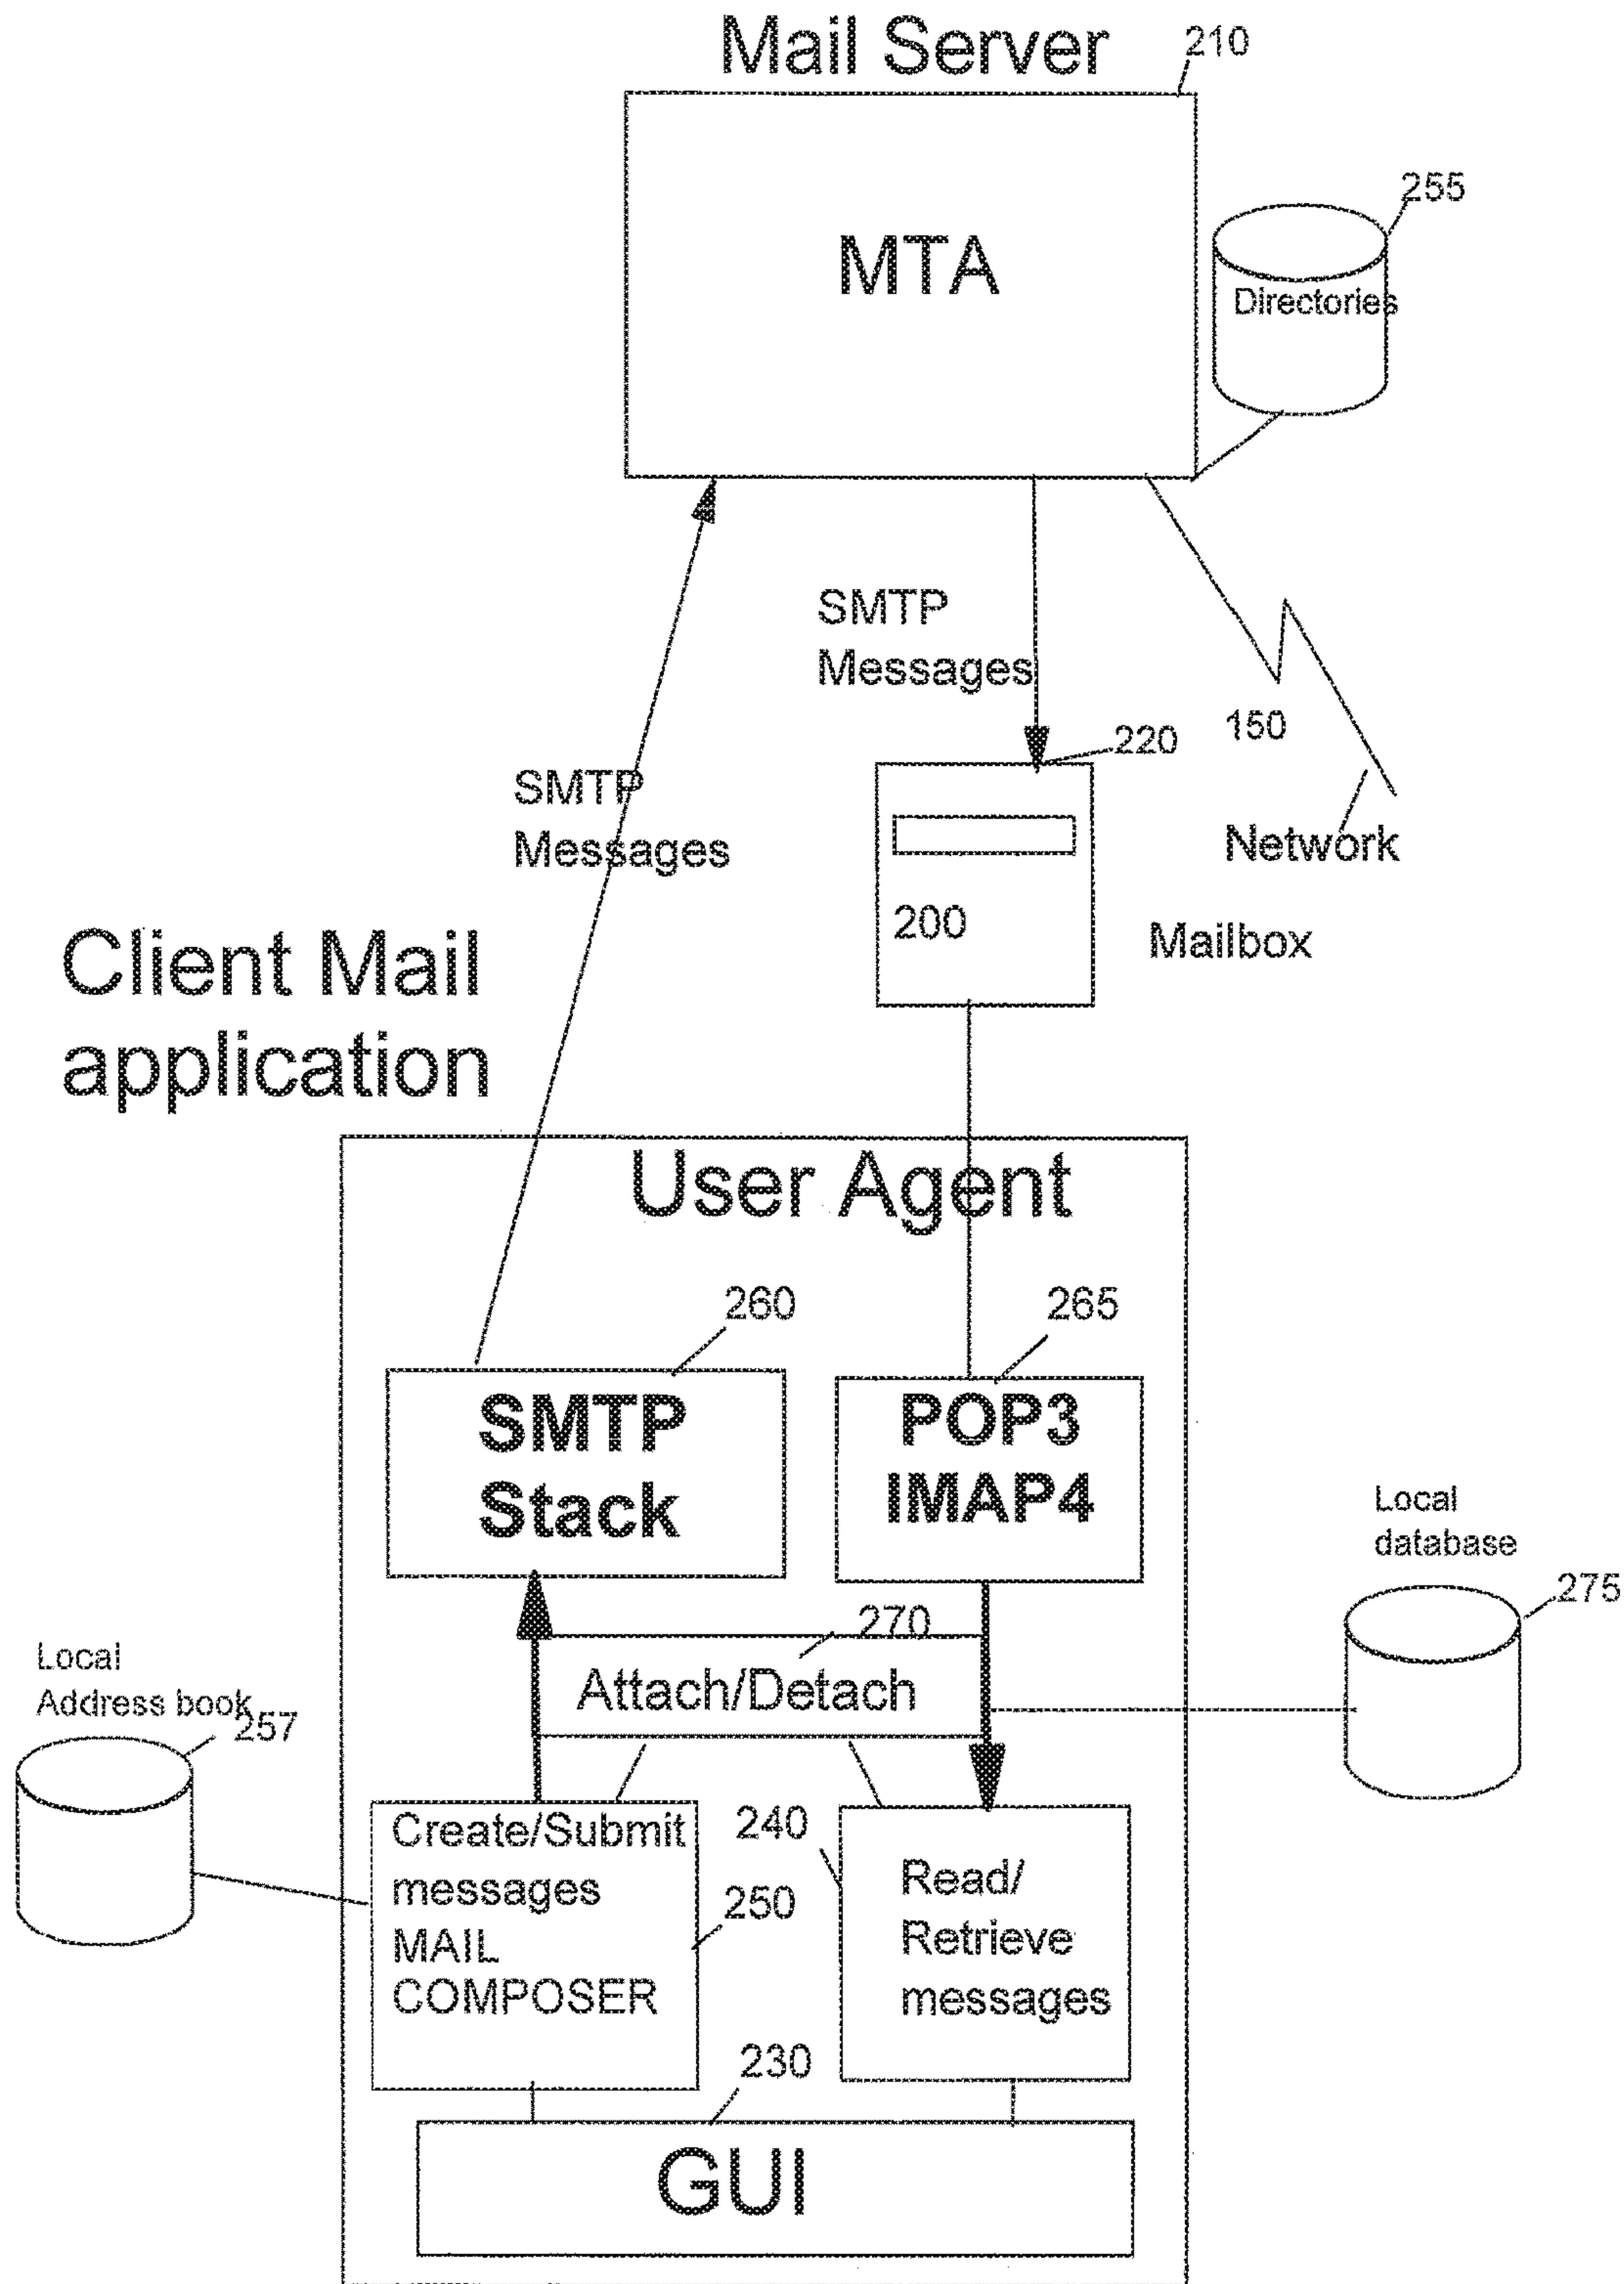 Mail Server
210
255
MTA
Directories
SMTP
Messages
220
150
SMTP
Messages
Network
200
Mailbox
Client Mail
application
User Agent
260
265
SMTP
Stack
POP3
IMAP4
Local
database
275
270
Attach/Detach
Local
Address book
257
Create/Submit
messages
MAIL
COMPOSER
250
240
Read/
Retrieve
messages
230
GUI